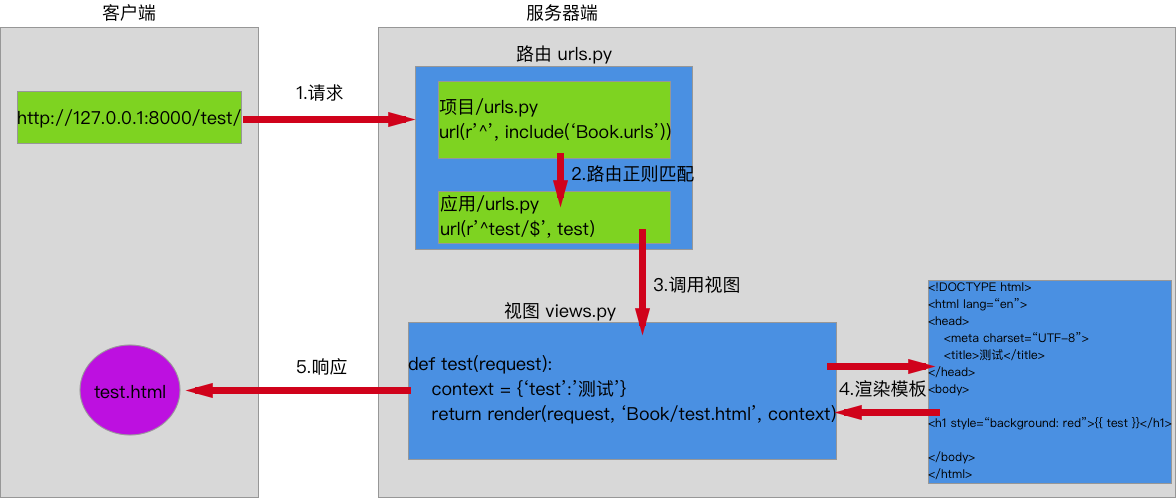 客户端
服务器端
路由 urls.py
http://127.0.0.1:8000/test/
1.请求
项目/urls.py
url(r’^’, include(‘Book.urls’))
2.路由正则匹配
应用/urls.py
url(r’^test/$’, test)
3.调用视图
视图 views.py
def test(request):
context = {‘test’:’测试’}
return render(request, ‘Book/test.html’, context)
4.渲染模板
<!DOCTYPE html>
<html lang=“en”>
<head>
<meta charset=“UTF-8”>
<title>测试</title>
</head>
<body>
<h1 style=“background: red”>{{ test }}</h1>
</body>
</html>
5.响应
test.html